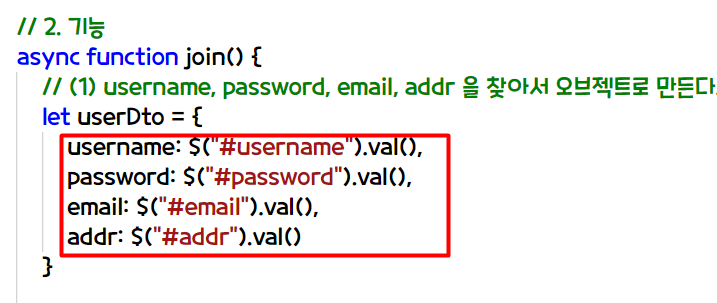 // 2. 기능
async function join() {
// (1) username, password, email, addr 을 찾아서 오브젝트로 만든다.
let userDto = {
username: $("#username").val(),
password: $("#password").val(),
email: $("#email").val(),
addr: $("#addr").val()
}